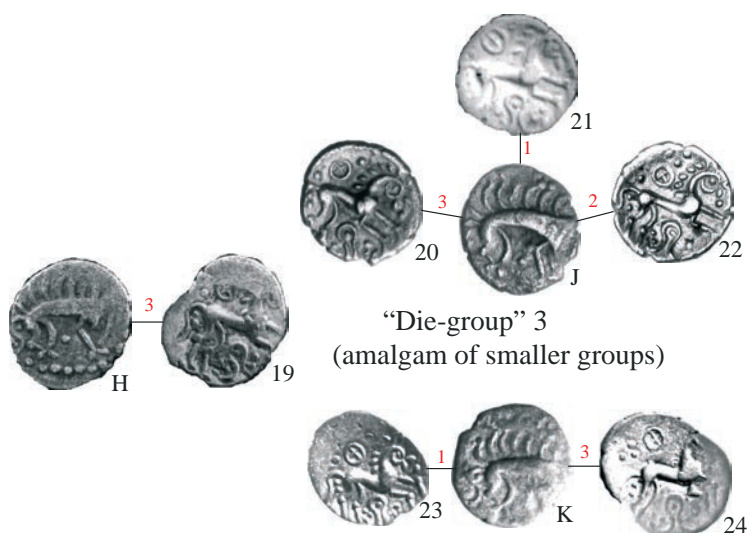 21
1
3
2
20
22
J
3
"Die-group" 3
(amalgam of smaller groups)
H
19
1
3
23
K
24